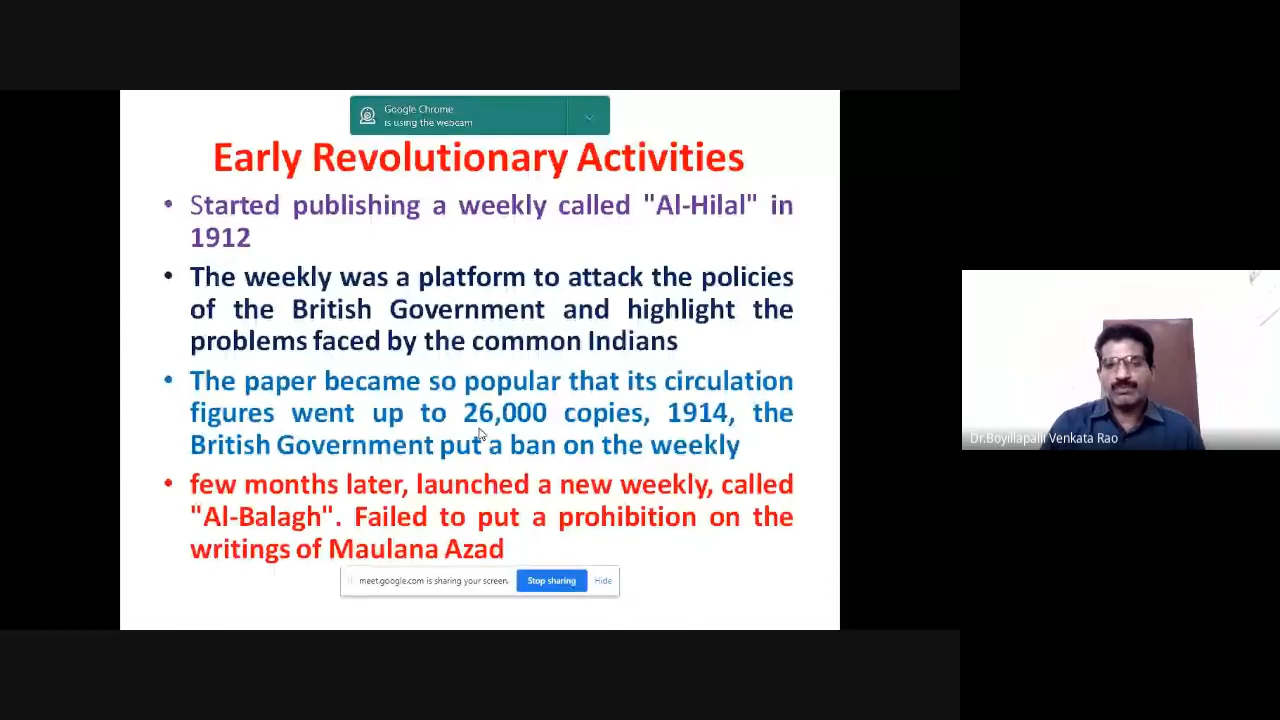 Google Chrome
is using the webcam
Early Revolutionary Activities
• Started publishing a weekly called "Al-Hilal" in
1912
• The weekly was a platform to attack the policies
of the British Government and highlight the
problems faced by the common Indians
• The paper became so popular that its circulation
figures went up to 26,000 copies, 1914, the
British Government put a ban on the weekly
• few months later, launched a new weekly, called
"Al-Balagh". Failed to put a prohibition on the
writings of Maulana Azad
meet.google.com is sharing your screen. Stop sharing Hide
Dr.Boyillapalli Venkata Rao